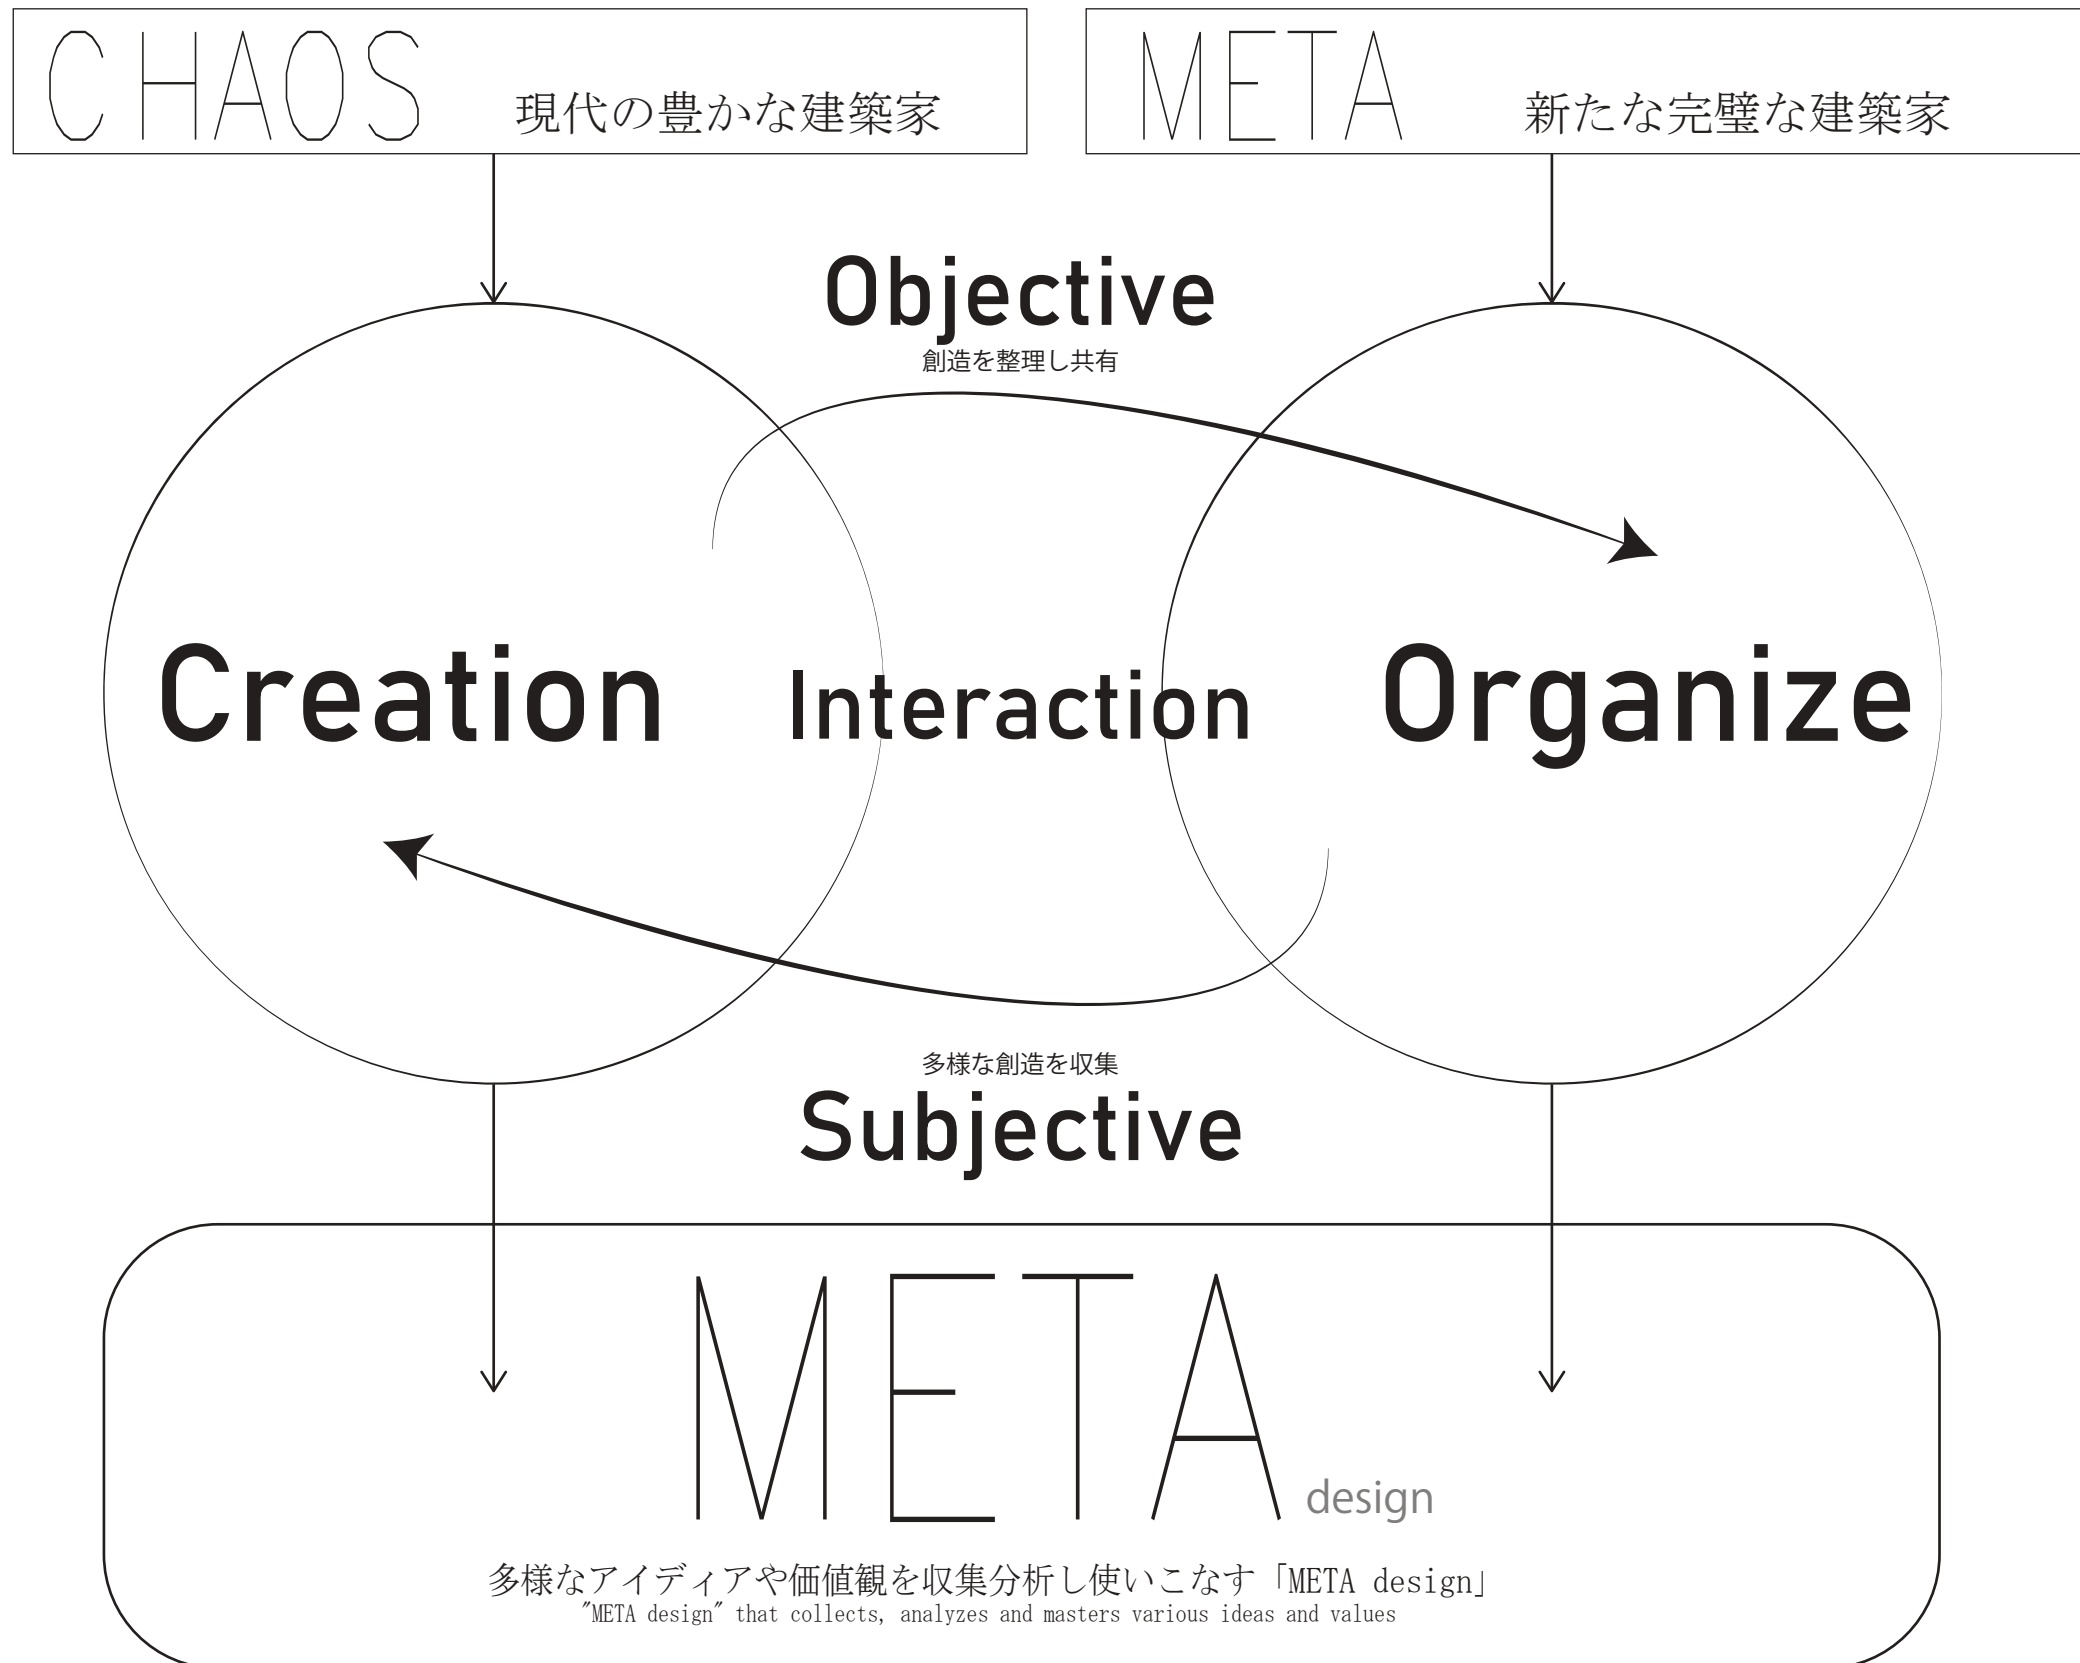 CHAOS 現代の豊かな建築家
META 新たな完璧な建築家
Objective
創造を整理し共有
Creation
Interaction
Organize
多様な創造を収集
Subjective
META design
多様なアイディアや価値観を収集分析し使いこなす「META design」
"META design" that collects, analyzes and masters various ideas and values